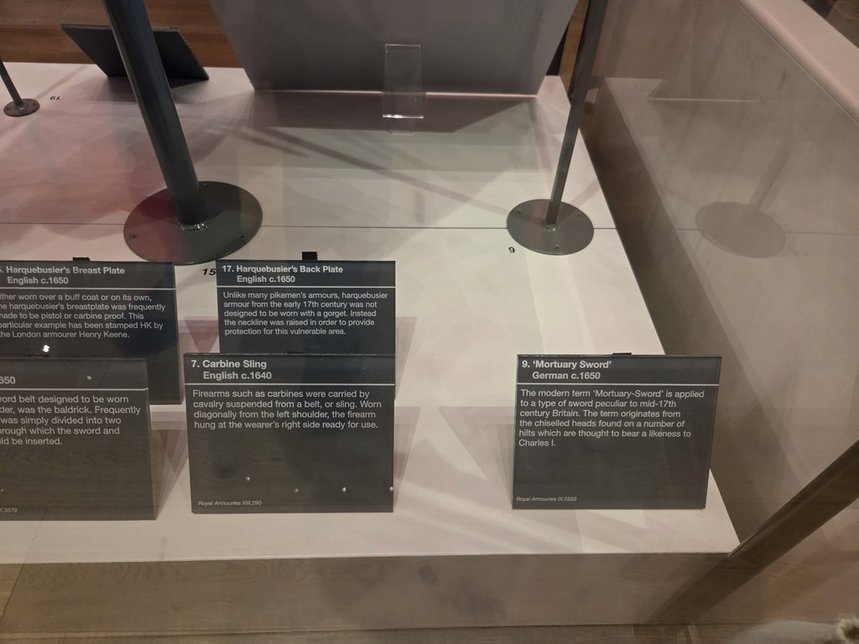 19
9
15
. Harquebusier's Breast Plate
English c.1650
ither worn over a buff coat or on its own,
he harquebusier's breastplate was frequently
made to be pistol or carbine proof. This
particular example has been stamped HK by
the London armourer Henry Keene.
17. Harquebusier's Back Plate
English c.1650
Unlike many pikemen's armours, harquebusier
armour from the early 17th century was not
designed to be worn with a gorget. Instead
the neckline was raised in order to provide
protection for this vulnerable area.
650
word belt designed to be worn
der, was the baldrick. Frequently
was simply divided into two
hrough which the sword and
ld be inserted.
.3379
7. Carbine Sling
English c.1640
Firearms such as carbines were carried by
cavalry suspended from a belt, or sling. Worn
diagonally from the left shoulder, the firearm
hung at the wearer's right side ready for use.
Royal Armouries XIII.290
9. 'Mortuary Sword'
German c.1650
The modern term 'Mortuary-Sword' is applied
to a type of sword peculiar to mid-17th
century Britain. The term originates from
the chiselled heads found on a number of
hilts which are thought to bear a likeness to
Charles I.
Royal Armouries IX.5503